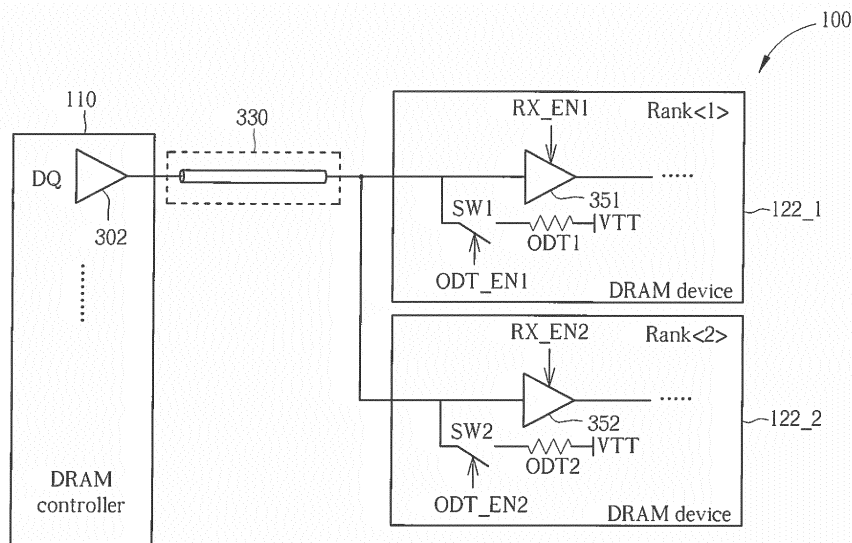 100
110
330
DQ
302
DRAM
controller
RX_EN1
Rank<1>
351
SW1
ODT1
VTT
ODT_EN1
DRAM device
122_1
RX_EN2
Rank<2>
352
SW2
ODT2
VTT
ODT_EN2
DRAM device
122_2